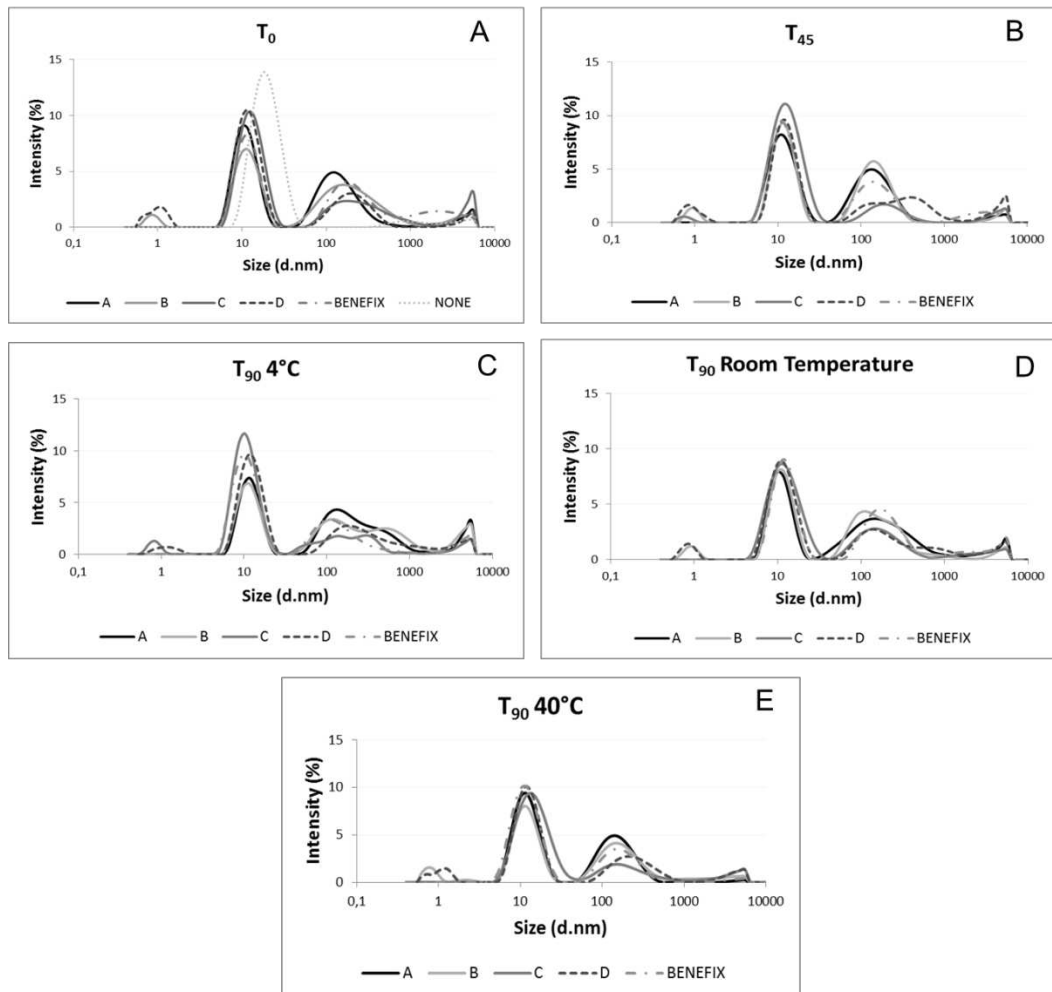 T₀ A
15
10
5
0
Intensity (%)
0,1 1 10 100 1000 10000
Size (d.nm)
A B C D BENEFIX NONE
T₄₅ B
15
10
5
0
Intensity (%)
0,1 1 10 100 1000 10000
Size (d.nm)
A B C D BENEFIX
T₉₀ 4°C C
15
10
5
0
Intensity (%)
0,1 1 10 100 1000 10000
Size (d.nm)
A B C D BENEFIX
T₉₀ Room Temperature D
15
10
5
0
Intensity (%)
0,1 1 10 100 1000 10000
Size (d.nm)
A B C D BENEFIX
T₉₀ 40°C E
15
10
5
0
Intensity (%)
0,1 1 10 100 1000 10000
Size (d.nm)
A B C D BENEFIX